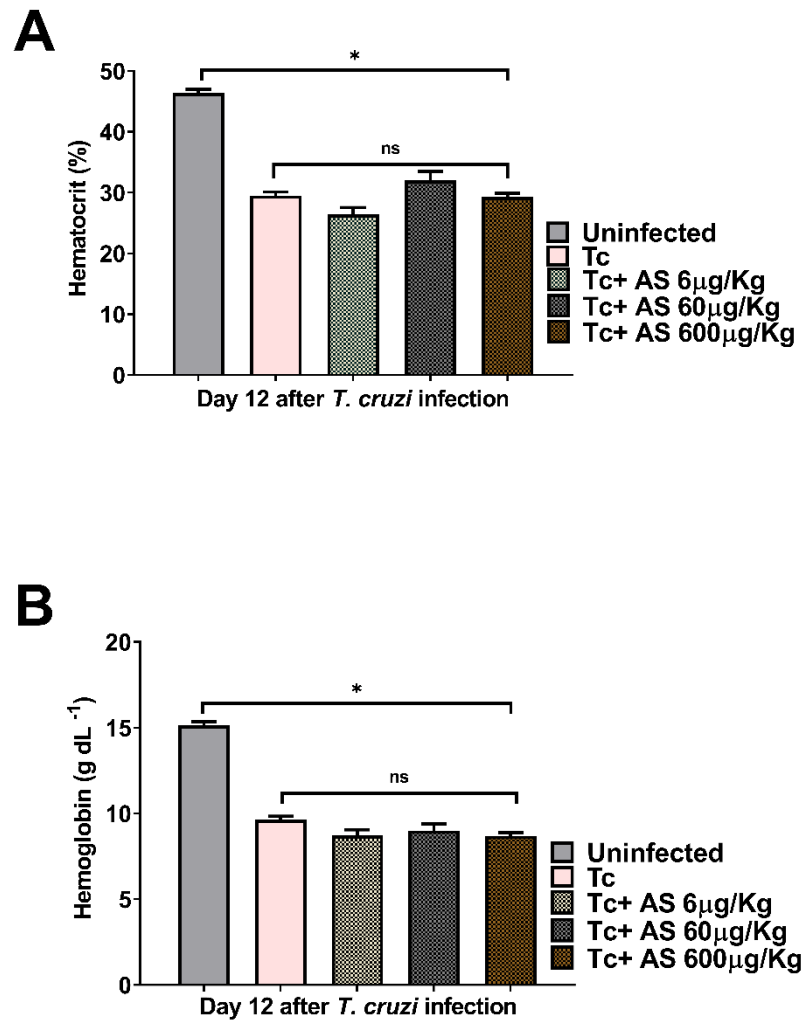 A
*
50
ns
40
30
20
10
0
Hematocrit (%)
Uninfected
Tc
Tc+ AS 6μg/Kg
Tc+ AS 60μg/Kg
Tc+ AS 600μg/Kg
Day 12 after T. cruzi infection
B
20
*
15
ns
10
5
0
Hemoglobin (g dL ⁻¹)
Uninfected
Tc
Tc+ AS 6μg/Kg
Tc+ AS 60μg/Kg
Tc+ AS 600μg/Kg
Day 12 after T. cruzi infection